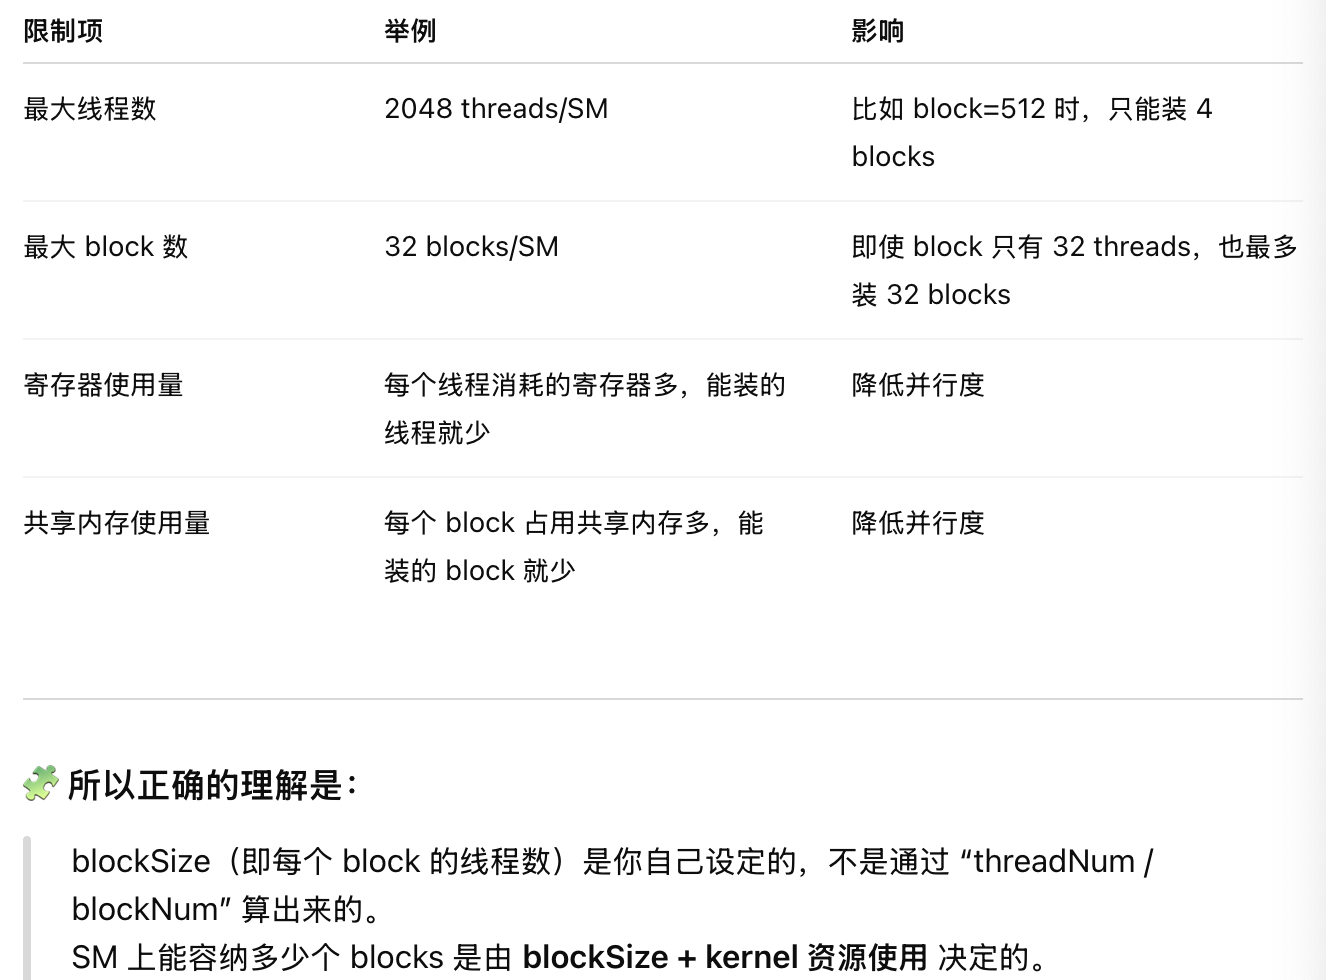 限制项 举例 影响
最大线程数 2048 threads/SM 比如 block=512 时，只能装 4
blocks
最大 block 数 32 blocks/SM 即使 block 只有 32 threads，也最多
装 32 blocks
寄存器使用量 每个线程消耗的寄存器多，能装的 降低并行度
线程就少
共享内存使用量 每个 block 占用共享内存多，能 降低并行度
装的 block 就少
🧩 所以正确的理解是：
blockSize（即每个 block 的线程数）是你自己设定的，不是通过 “threadNum /
blockNum” 算出来的。
SM 上能容纳多少个 blocks 是由 blockSize + kernel 资源使用 决定的。